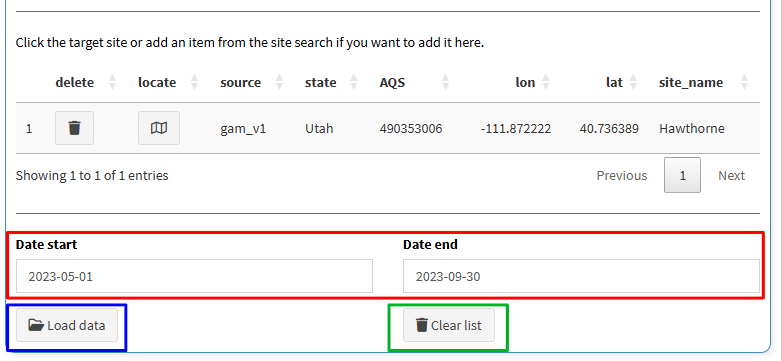 Click the target site or add an item from the site search if you want to add it here.
delete locate source state AQS lon lat site_name
1 gam_v1 Utah 490353006 -111.872222 40.736389 Hawthorne
Showing 1 to 1 of 1 entries Previous 1 Next
Date start Date end
2023-05-01 2023-09-30
Load data Clear list